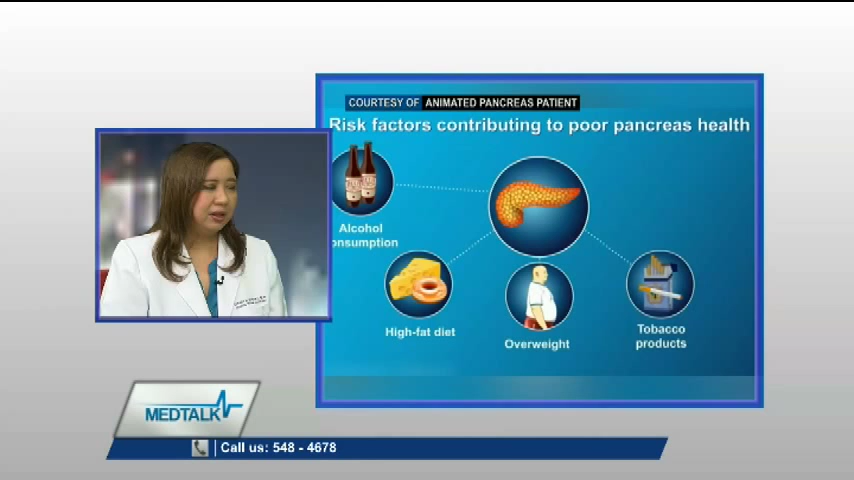 COURTESY OF ANIMATED PANCREAS PATIENT
Risk factors contributing to poor pancreas health
Alcohol
onsumption
High-fat diet
Overweight
Tobacco
products
MEDTALK
Call us: 548 - 4678